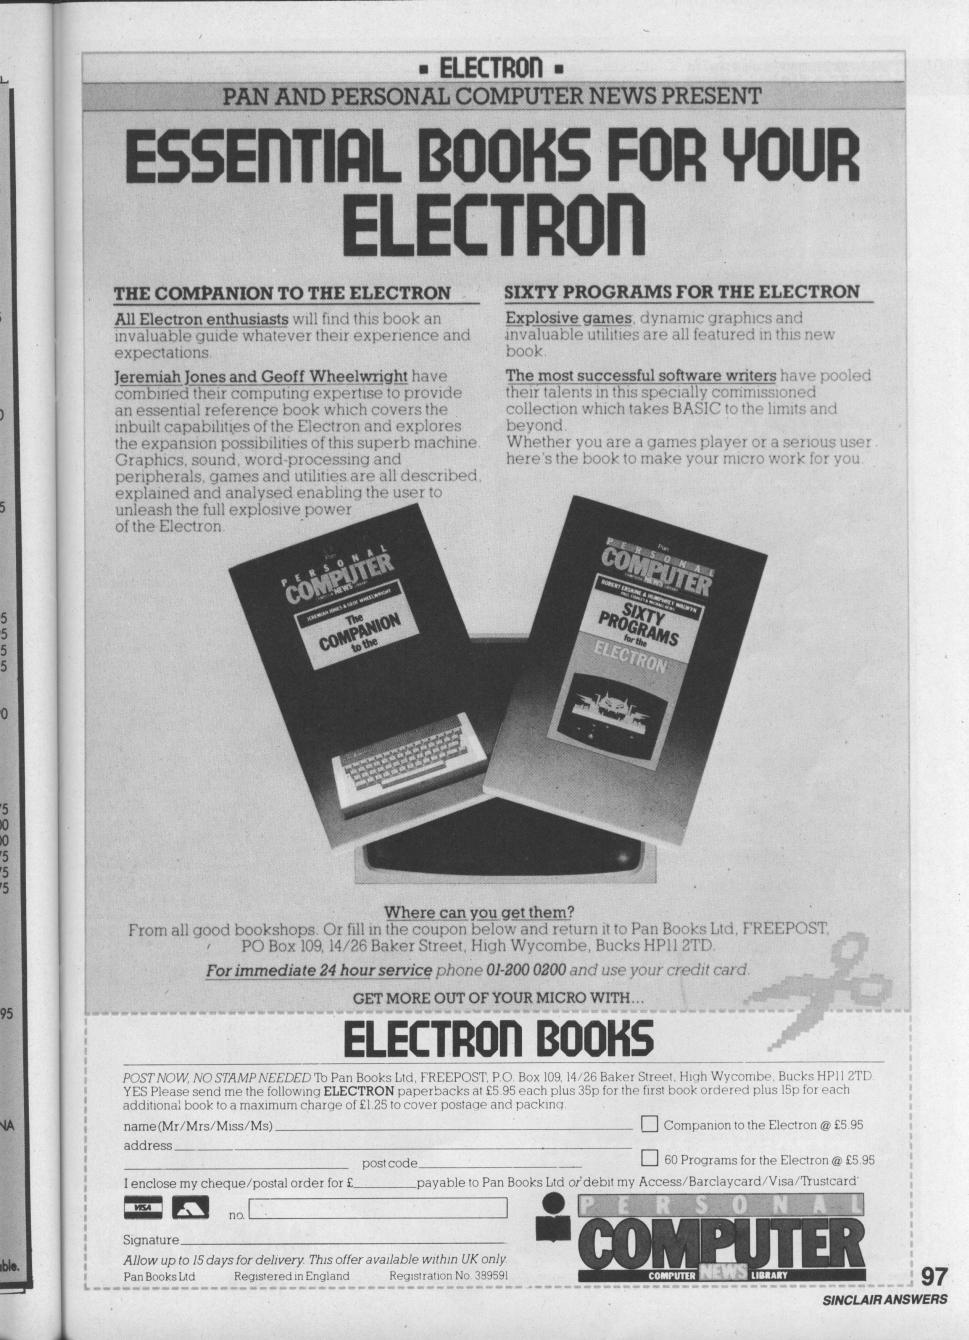 ▪ ELECTRON ▪
PAN AND PERSONAL COMPUTER NEWS PRESENT
ESSENTIAL BOOKS FOR YOUR
ELECTRON
THE COMPANION TO THE ELECTRON
All Electron enthusiasts will find this book an
invaluable guide whatever their experience and
expectations.
Jeremiah Jones and Geoff Wheelwright have
combined their computing expertise to provide
an essential reference book which covers the
inbuilt capabilities of the Electron and explores
the expansion possibilities of this superb machine.
Graphics, sound, word-processing and
peripherals, games and utilities are all described,
explained and analysed enabling the user to
unleash the full explosive power
of the Electron.
SIXTY PROGRAMS FOR THE ELECTRON
Explosive games, dynamic graphics and
invaluable utilities are all featured in this new
book.
The most successful software writers have pooled
their talents in this specially commissioned
collection which takes BASIC to the limits and
beyond.
Whether you are a games player or a serious user
here's the book to make your micro work for you.
Pan
PERSONAL
COMPUTER
NEWS
JEREMIAH JONES & GEOFF WHEELWRIGHT
The
COMPANION
to the
Pan
PERSONAL
COMPUTER
NEWS
ROBERT ERSKINE & HUMPHREY WALWYN
SIXTY
PROGRAMS
for the
ELECTRON
Where can you get them?
From all good bookshops. Or fill in the coupon below and return it to Pan Books Ltd, FREEPOST,
PO Box 109, 14/26 Baker Street, High Wycombe, Bucks HP11 2TD.
For immediate 24 hour service phone 01-200 0200 and use your credit card.
GET MORE OUT OF YOUR MICRO WITH...
ELECTRON BOOKS
POST NOW, NO STAMP NEEDED To Pan Books Ltd, FREEPOST, P.O. Box 109, 14/26 Baker Street, High Wycombe, Bucks HP11 2TD.
YES Please send me the following ELECTRON paperbacks at £5.95 each plus 35p for the first book ordered plus 15p for each
additional book to a maximum charge of £1.25 to cover postage and packing.
name (Mr/Mrs/Miss/Ms)
Companion to the Electron @ £5.95
address
postcode
60 Programs for the Electron @ £5.95
I enclose my cheque/postal order for £ payable to Pan Books Ltd or debit my Access/Barclaycard/Visa/Trustcard
VISA
no.
Signature
Allow up to 15 days for delivery. This offer available within UK only.
Pan Books Ltd Registered in England Registration No. 389591
PERSONAL
COMPUTER
COMPUTER NEWS LIBRARY
97
SINCLAIR ANSWERS